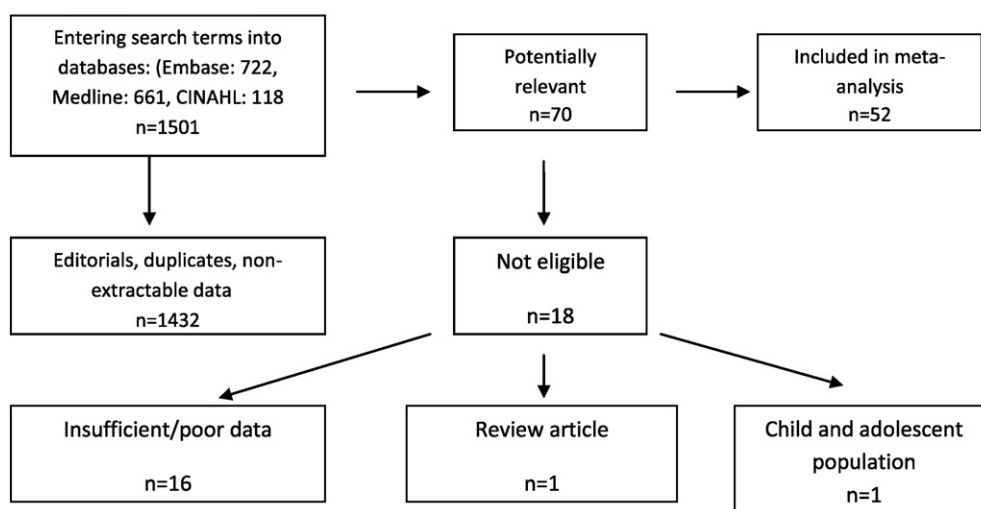 Entering search terms into
databases: (Embase: 722,
Medline: 661, CINAHL: 118
n=1501
Potentially
relevant
n=70
Included in meta-
analysis
n=52
Editorials, duplicates, non-
extractable data
n=1432
Not eligible
n=18
Insufficient/poor data
n=16
Review article
n=1
Child and adolescent
population
n=1